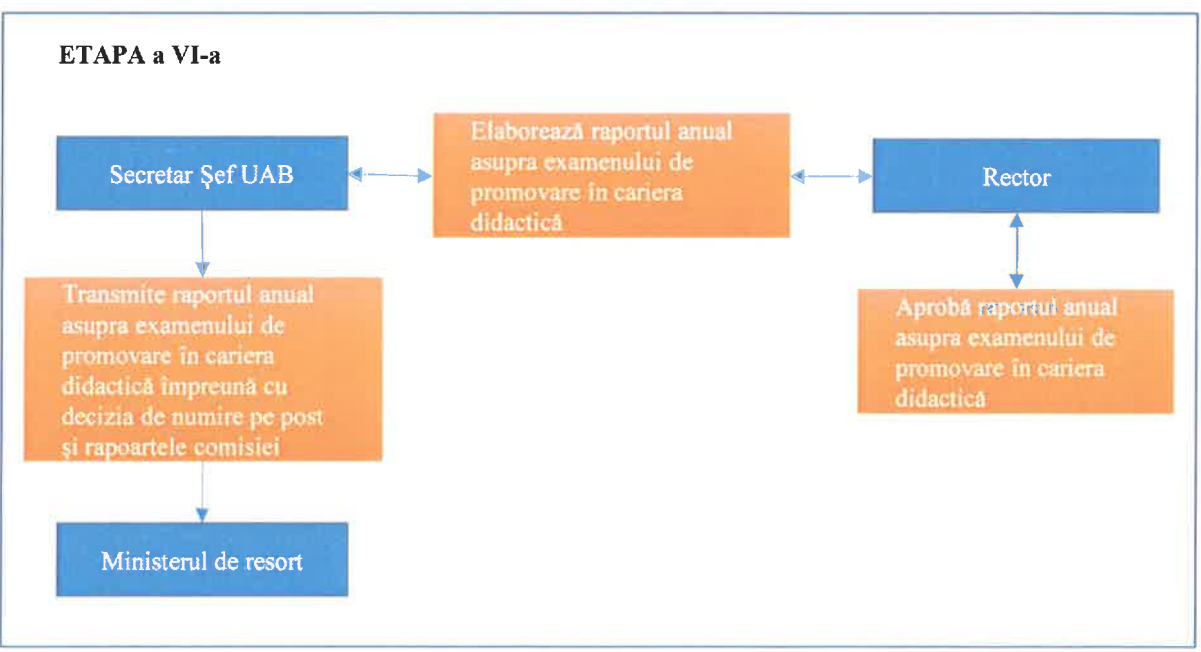 ETAPA a VI-a
Secretar Şef UAB
Elaborează raportul anual
asupra examenului de
promovare în cariera
didactică
Rector
Transmite raportul anual
asupra examenului de
promovare în cariera
didactică împreună cu
decizia de numire pe post
şi rapoartele comisiei
Aprobă raportul anual
asupra examenului de
promovare în cariera
didactică
Ministerul de resort